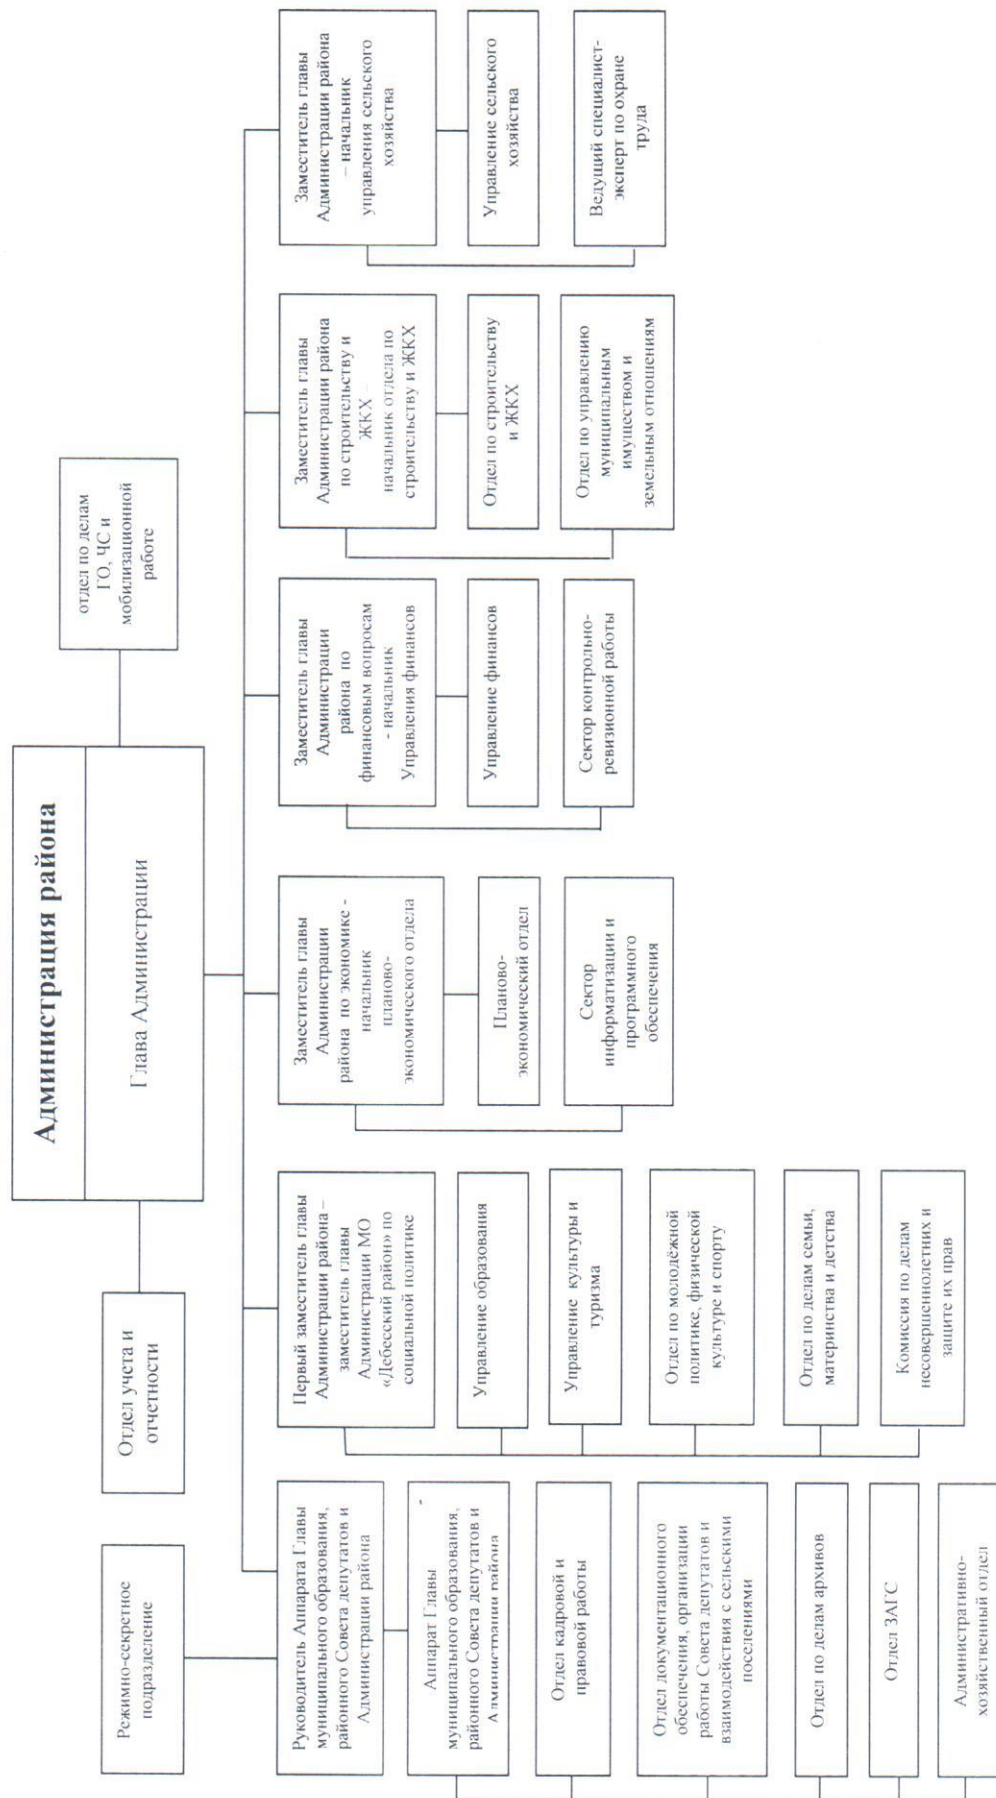 Администрация района
Глава Администрации
Режимно-секретное
подразделение
Отдел учета и
отчетности
отдел по делам
ГО, ЧС и
мобилизационной
работе
Руководитель Аппарата Главы
муниципального образования,
районного Совета депутатов и
Администрации района
Аппарат Главы
муниципального образования,
районного Совета депутатов и
Администрации района
Отдел кадровой и
правовой работы
Отдел документационного
обеспечения, организации
работы Совета депутатов и
взаимодействия с сельскими
поселениями
Отдел по делам архивов
Отдел ЗАГС
Административно-
хозяйственный отдел
Первый заместитель главы
Администрации района –
заместитель главы
Администрации МО
«Дебесский район» по
социальной политике
Управление образования
Управление культуры и
туризма
Отдел по молодёжной
политике, физической
культуре и спорту
Отдел по делам семьи,
материнства и детства
Комиссия по делам
несовершеннолетних и
защите их прав
Заместитель главы
Администрации
района по экономике -
начальник
планово-
экономического отдела
Планово-
экономический отдел
Сектор
информатизации и
программного
обеспечения
Заместитель главы
Администрации
района по
финансовым вопросам
- начальник
Управления финансов
Управление финансов
Сектор контрольно-
ревизионной работы
Заместитель главы
Администрации района
по строительству и
ЖКХ –
начальник отдела по
строительству и ЖКХ
Отдел по строительству
и ЖКХ
Отдел по управлению
муниципальным
имуществом и
земельным отношениям
Заместитель главы
Администрации района
– начальник
управления сельского
хозяйства
Управление сельского
хозяйства
Ведущий специалист-
эксперт по охране
труда